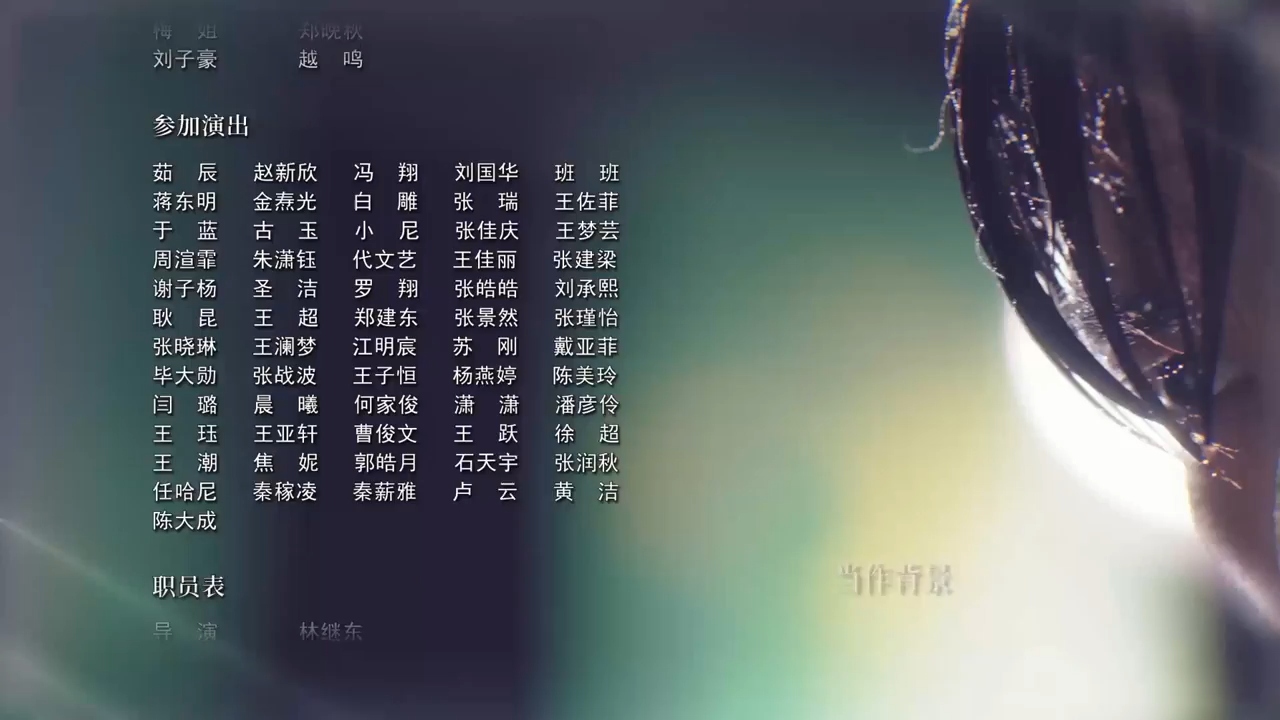 梅 姐 郑晚秋
刘子豪 越 鸣
参加演出
茹 辰 赵新欣 冯 翔 刘国华 班 班
蒋东明 金焘光 白 雕 张 瑞 王佐菲
于 蓝 古 玉 小 尼 张佳庆 王梦芸
周渲霏 朱潇钰 代文艺 王佳丽 张建梁
谢子杨 圣 洁 罗 翔 张皓皓 刘承熙
耿 昆 王 超 郑建东 张景然 张瑾怡
张晓琳 王澜梦 江明宸 苏 刚 戴亚菲
毕大勋 张战波 王子恒 杨燕婷 陈美玲
闫 璐 晨 曦 何家俊 潇 潇 潘彦伶
王 珏 王亚轩 曹俊文 王 跃 徐 超
王 潮 焦 妮 郭皓月 石天宇 张润秋
任哈尼 秦稼凌 秦薪雅 卢 云 黄 洁
陈大成
职员表
当作背景
导 演 林继东